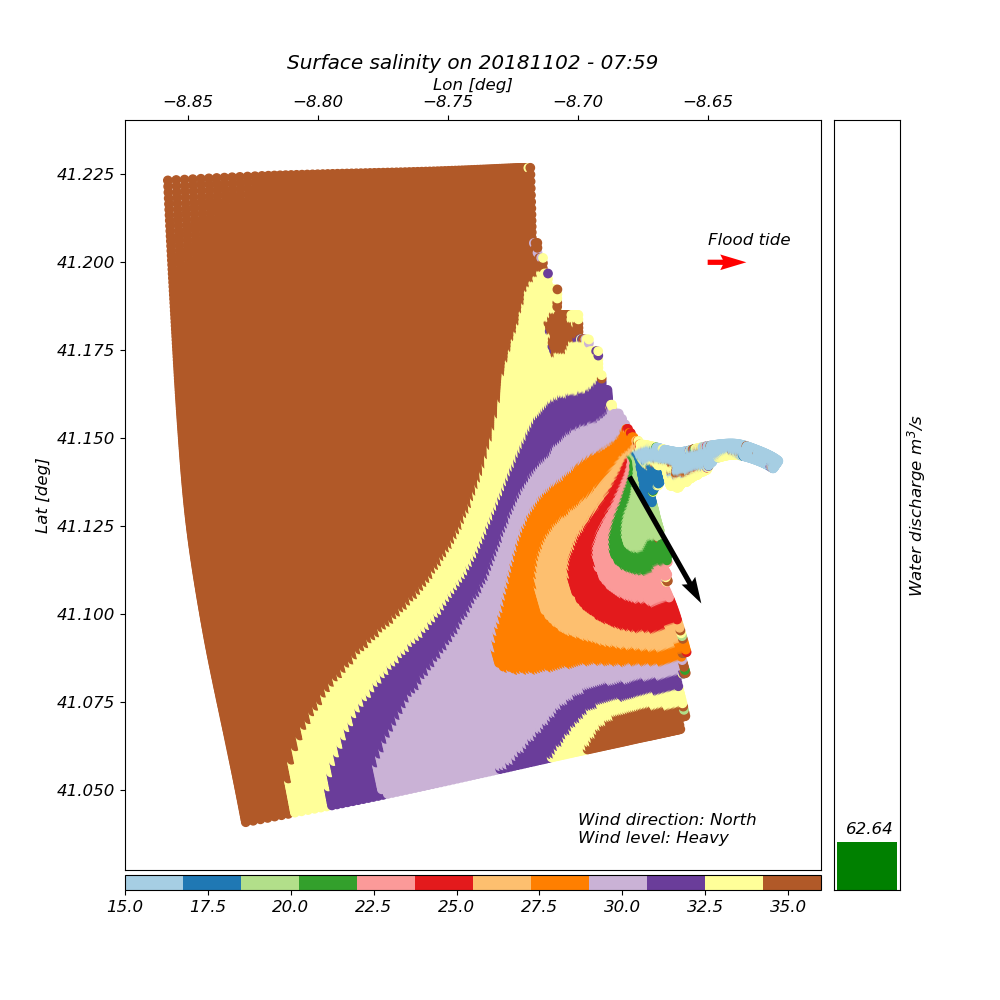 Surface salinity on 20181102 - 07:59
Lon [deg]
−8.85 −8.80 −8.75 −8.70 −8.65
41.225
41.200
41.175
41.150
41.125
41.100
41.075
41.050
Lat [deg]
Flood tide
Wind direction: North
Wind level: Heavy
15.0 17.5 20.0 22.5 25.0 27.5 30.0 32.5 35.0
62.64
Water discharge m³/s